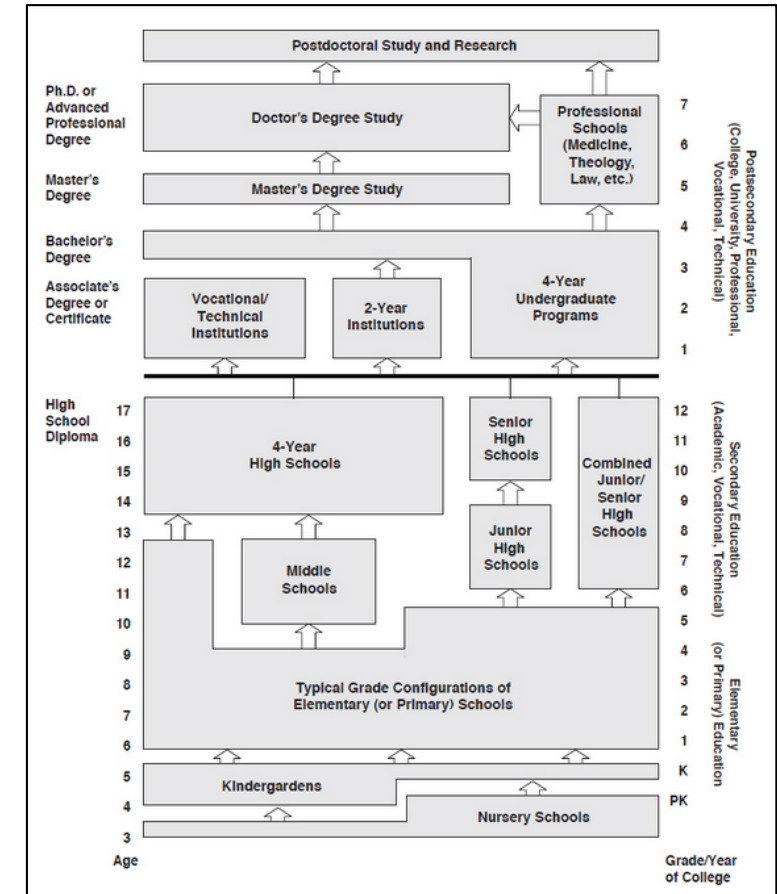 Postdoctoral Study and Research
Ph.D. or
Advanced
Professional
Degree
Doctor's Degree Study
Professional
Schools
(Medicine,
Theology,
Law, etc.)
7
6
5
Master's
Degree
Master's Degree Study
Bachelor's
Degree
4
3
2
1
Associate's
Degree or
Certificate
Vocational/
Technical
Institutions
2-Year
Institutions
4-Year
Undergraduate
Programs
Postsecondary Education
(College, University, Professional,
Vocational, Technical)
High
School
Diploma
17
16
15
14
13
12
11
10
9
8
7
6
5
4
3
Age
4-Year
High Schools
Senior
High
Schools
Combined
Junior/
Senior
High
Schools
Junior
High
Schools
Middle
Schools
Typical Grade Configurations of
Elementary (or Primary) Schools
Kindergardens
Nursery Schools
12
11
10
9
8
7
6
5
4
3
2
1
K
PK
Grade/Year
of College
Secondary Education
(Academic, Vocational, Technical)
Elementary
(or Primary) Education